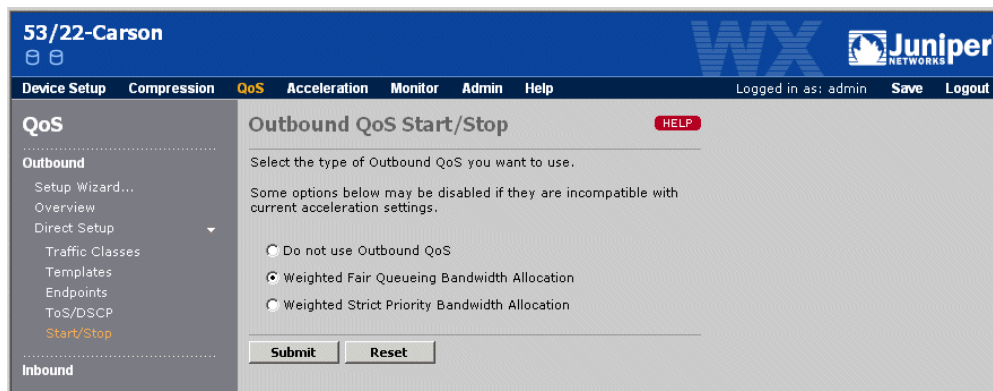 53/22-Carson
WX
Juniper
NETWORKS
Device Setup Compression QoS Acceleration Monitor Admin Help Logged in as: admin Save Logout
QoS
Outbound
Setup Wizard...
Overview
Direct Setup
Traffic Classes
Templates
Endpoints
ToS/DSCP
Start/Stop
Inbound
Outbound QoS Start/Stop HELP
Select the type of Outbound QoS you want to use.
Some options below may be disabled if they are incompatible with
current acceleration settings.
Do not use Outbound QoS
Weighted Fair Queueing Bandwidth Allocation
Weighted Strict Priority Bandwidth Allocation
Submit Reset